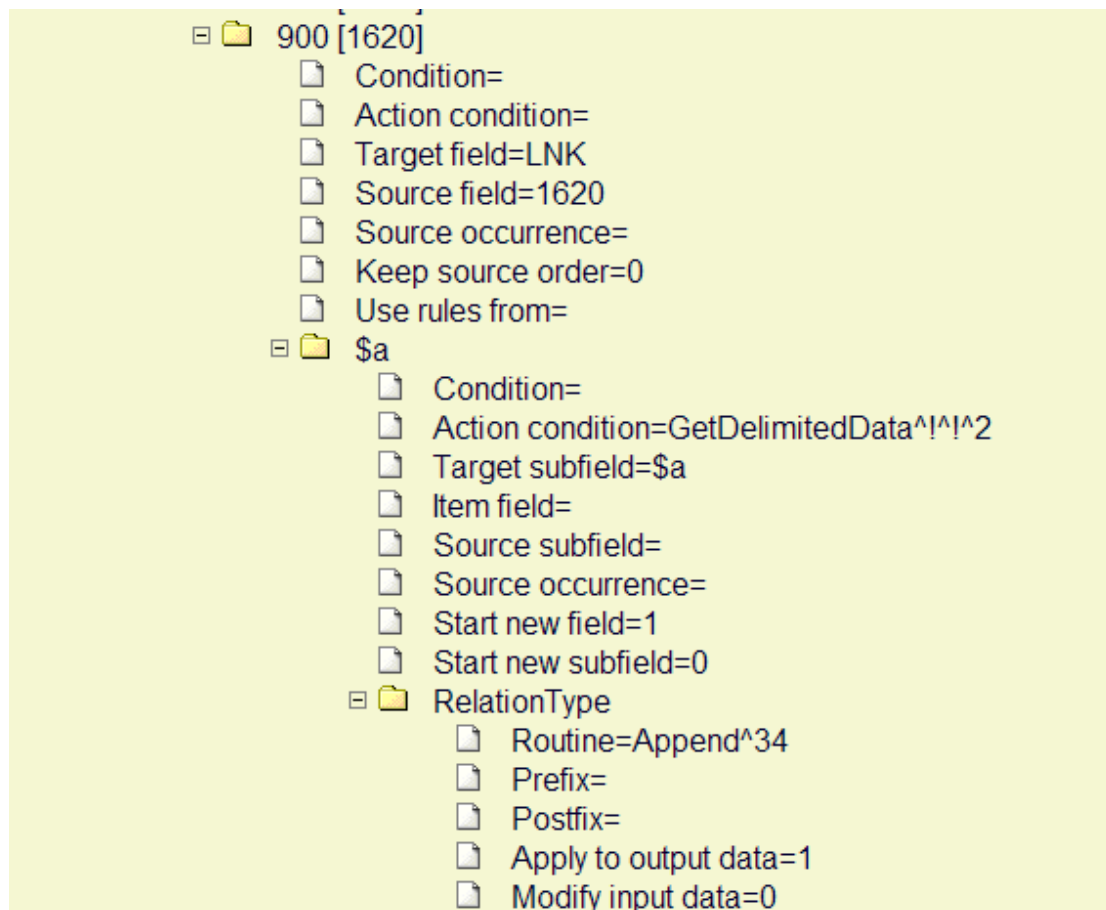 900 [1620]
Condition=
Action condition=
Target field=LNK
Source field=1620
Source occurrence=
Keep source order=0
Use rules from=
$a
Condition=
Action condition=GetDelimitedData^!^!^2
Target subfield=$a
Item field=
Source subfield=
Source occurrence=
Start new field=1
Start new subfield=0
RelationType
Routine=Append^34
Prefix=
Postfix=
Apply to output data=1
Modify input data=0